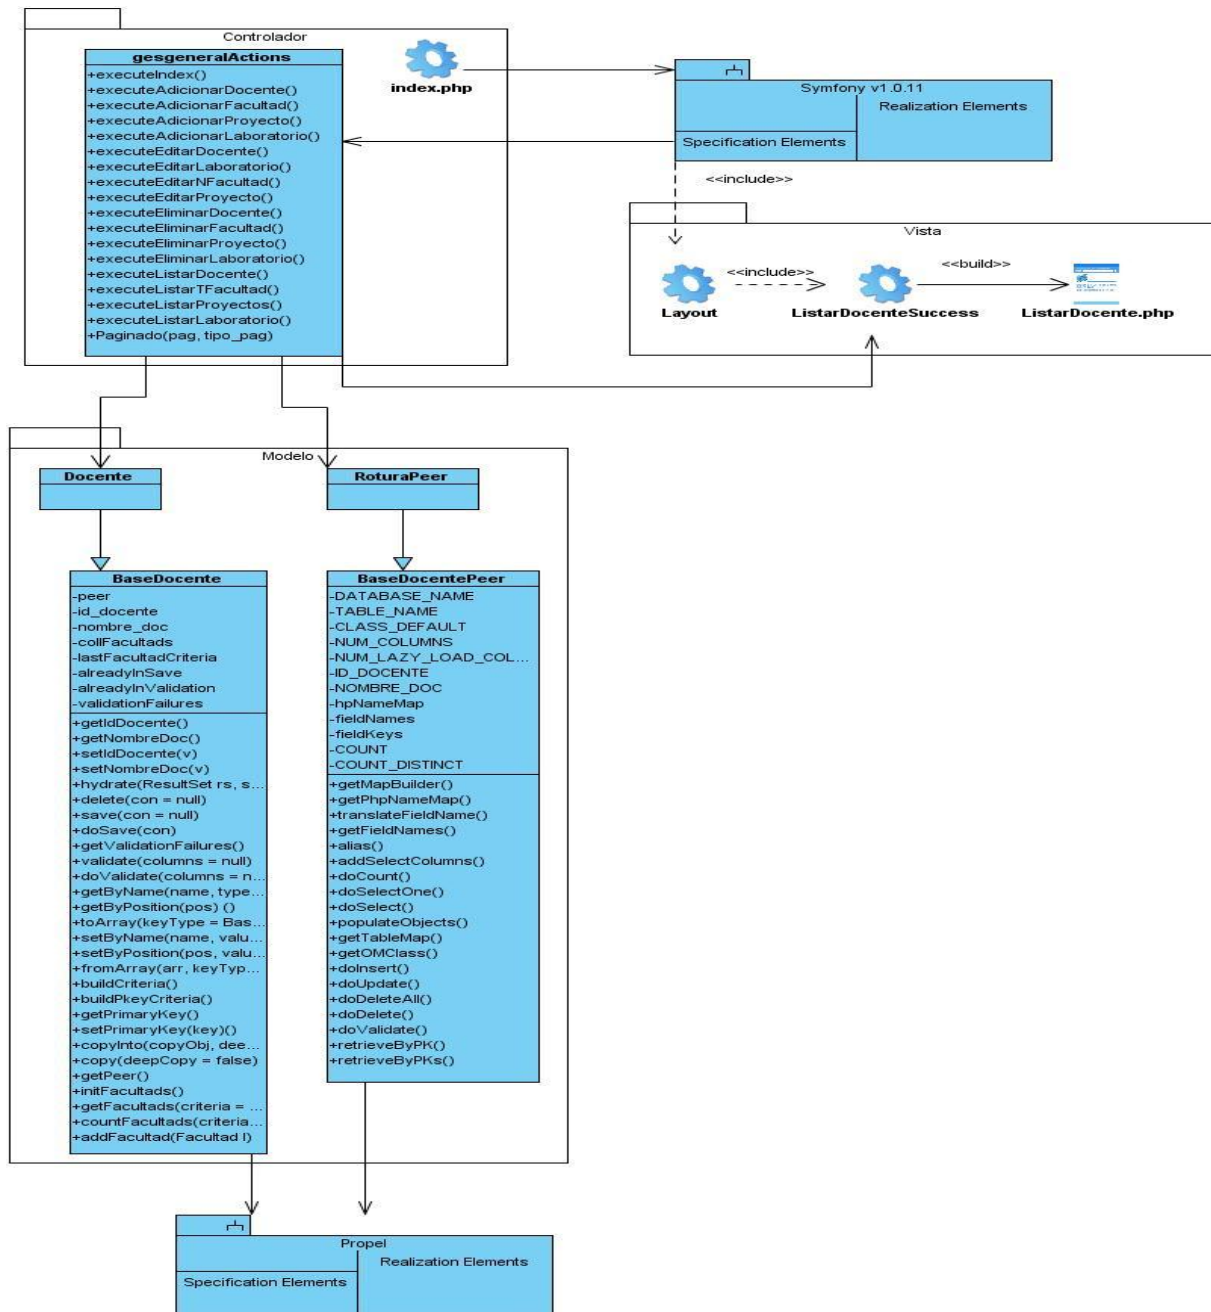 Controlador
gesgeneralActions
+executeIndex()
+executeAdicionarDocente()
+executeAdicionarFacultad()
+executeAdicionarProyecto()
+executeAdicionarLaboratorio()
+executeEditarDocente()
+executeEditarLaboratorio()
+executeEditarNFacultad()
+executeEditarProyecto()
+executeEliminarDocente()
+executeEliminarFacultad()
+executeEliminarProyecto()
+executeEliminarLaboratorio()
+executeListarDocente()
+executeListarTFacultad()
+executeListarProyectos()
+executeListarLaboratorio()
+Paginado(pag, tipo_pag)
index.php
Symfony v1.0.11
Realization Elements
Specification Elements
<<include>>
Vista
<<include>>
<<build>>
Layout
ListarDocenteSuccess
ListarDocente.php
Modelo
Docente
RoturaPeer
BaseDocente
-peer
-id_docente
-nombre_doc
-collFacultads
-lastFacultadCriteria
-alreadyInSave
-alreadyInValidation
-validationFailures
+getIdDocente()
+getNombreDoc()
+setIdDocente(v)
+setNombreDoc(v)
+hydrate(ResultSet rs, s...
+delete(con = null)
+save(con = null)
+doSave(con)
+getValidationFailures()
+validate(columns = null)
+doValidate(columns = n...
+getByName(name, type...
+getByPosition(pos) ()
+toArray(keyType = Bas...
+setByName(name, valu...
+setByPosition(pos, valu...
+fromArray(arr, keyTyp...
+buildCriteria()
+buildPkeyCriteria()
+getPrimaryKey()
+setPrimaryKey(key)()
+copyInto(copyObj, dee...
+copy(deepCopy = false)
+getPeer()
+initFacultads()
+getFacultads(criteria = ...
+countFacultads(criteria...
+addFacultad(Facultad l)
BaseDocentePeer
-DATABASE_NAME
-TABLE_NAME
-CLASS_DEFAULT
-NUM_COLUMNS
-NUM_LAZY_LOAD_COL...
-ID_DOCENTE
-NOMBRE_DOC
-hpNameMap
-fieldNames
-fieldKeys
-COUNT
-COUNT_DISTINCT
+getMapBuilder()
+getPhpNameMap()
+translateFieldName()
+getFieldNames()
+alias()
+addSelectColumns()
+doCount()
+doSelectOne()
+doSelect()
+populateObjects()
+getTableMap()
+getOMClass()
+doInsert()
+doUpdate()
+doDeleteAll()
+doDelete()
+doValidate()
+retrieveByPK()
+retrieveByPKs()
Propel
Realization Elements
Specification Elements